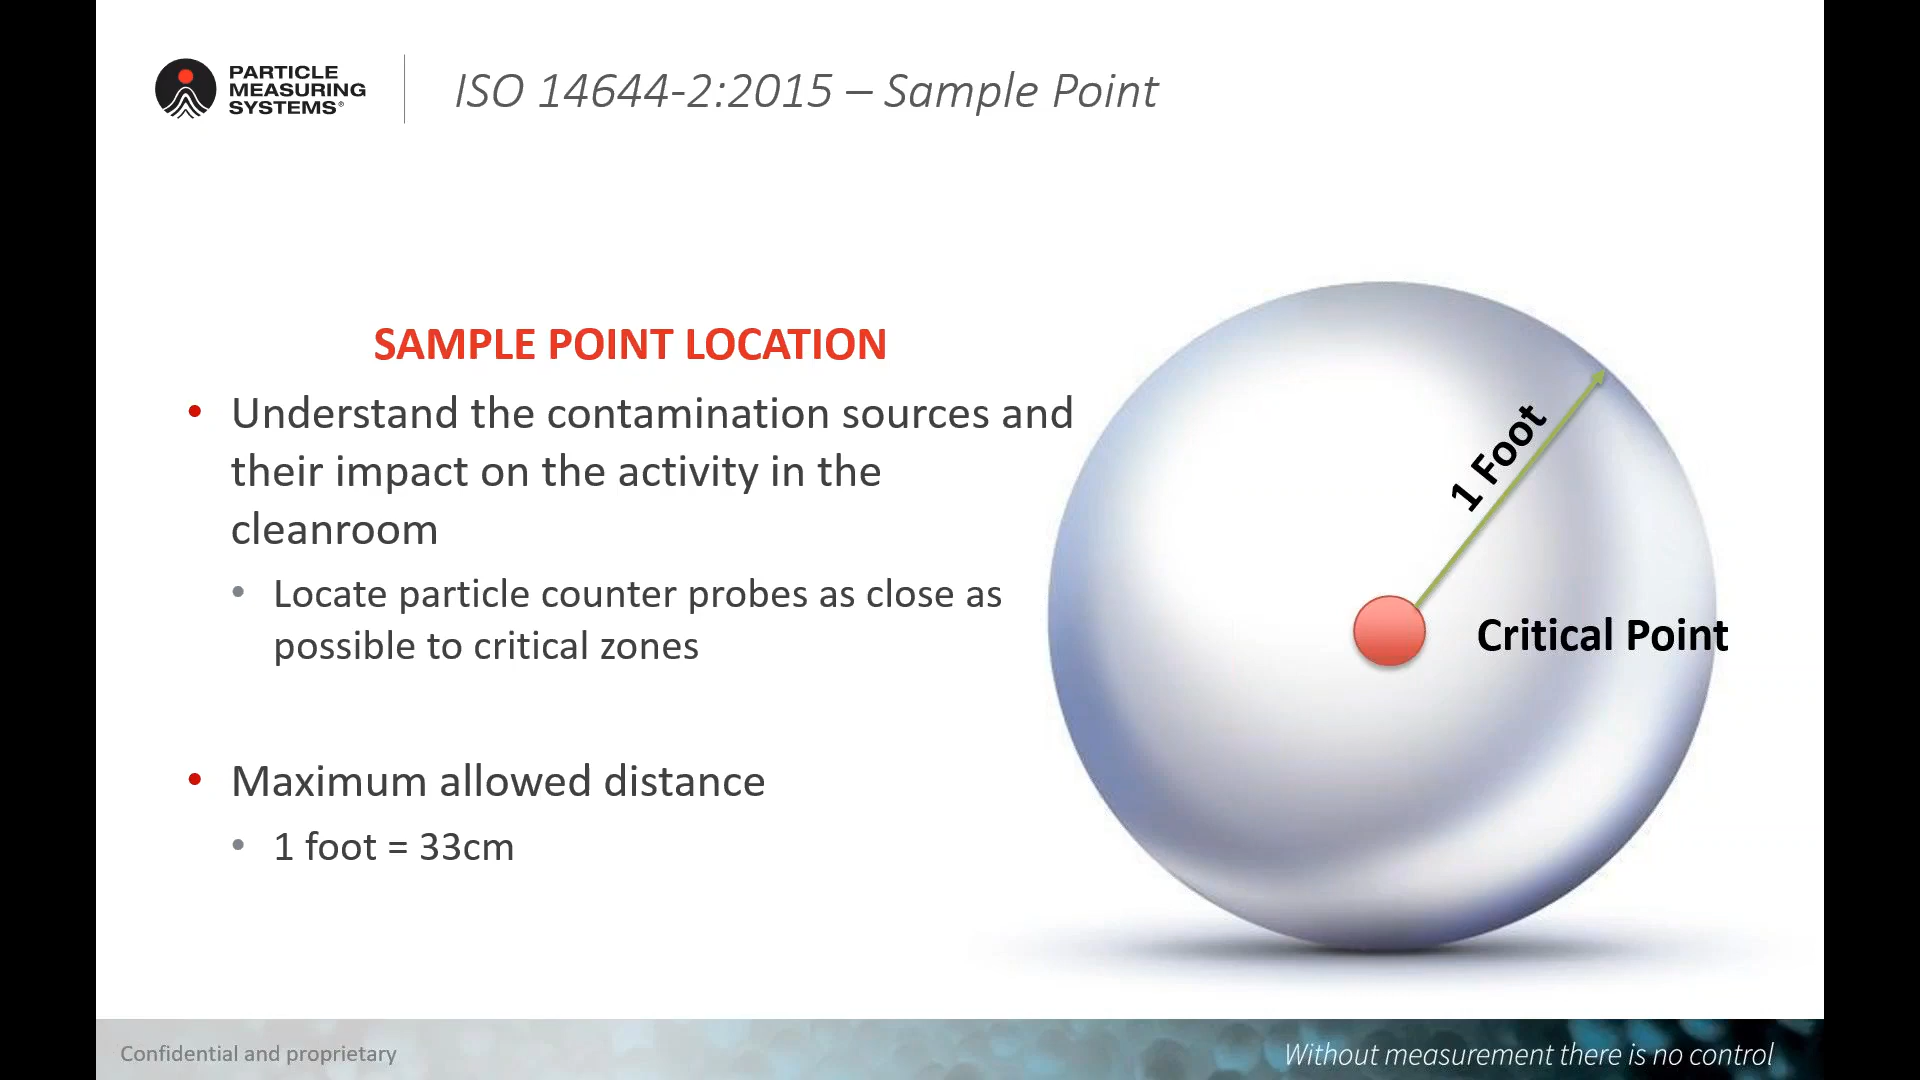 PARTICLE
MEASURING
SYSTEMS®
ISO 14644-2:2015 – Sample Point
SAMPLE POINT LOCATION
• Understand the contamination sources and
their impact on the activity in the
cleanroom
• Locate particle counter probes as close as
possible to critical zones
• Maximum allowed distance
• 1 foot = 33cm
1 Foot
Critical Point
Confidential and proprietary
Without measurement there is no control